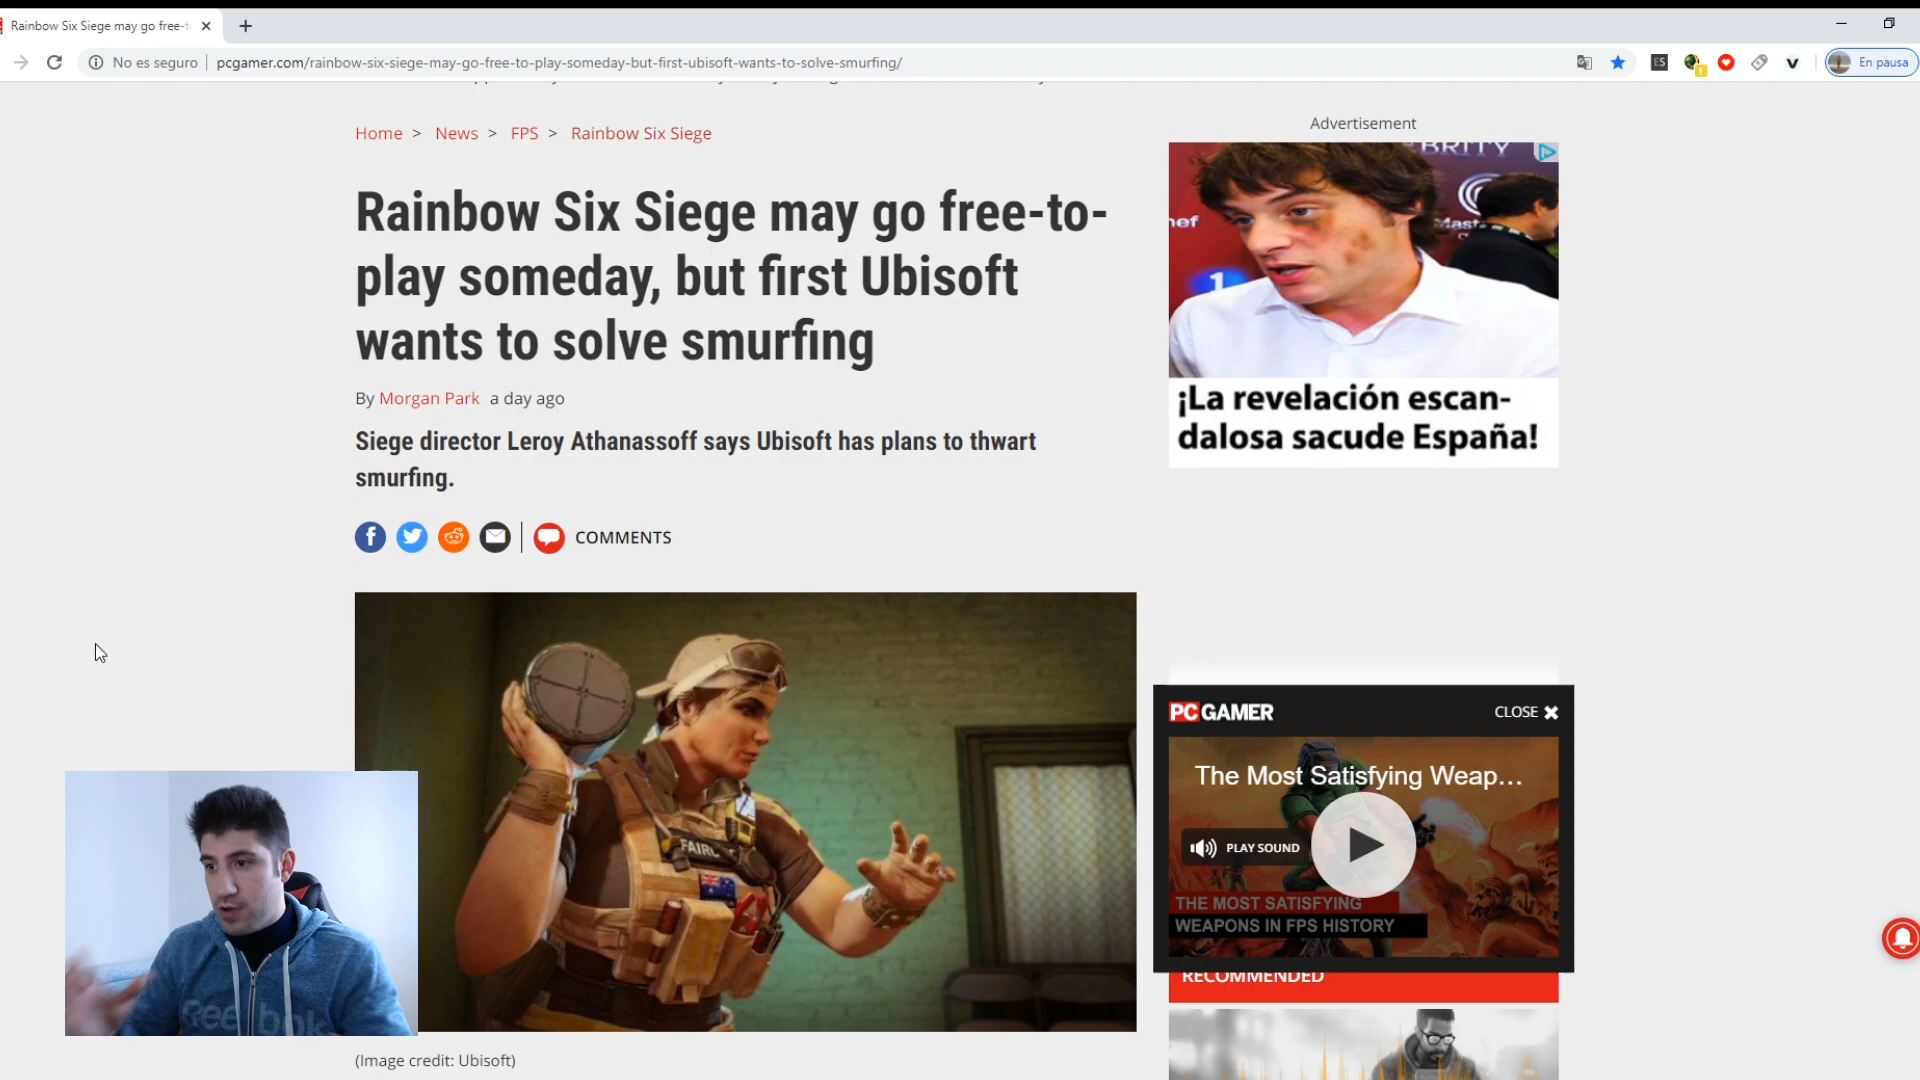 Rainbow Six Siege may go free-t
No es seguro
pcgamer.com/rainbow-six-siege-may-go-free-to-play-someday-but-first-ubisoft-wants-to-solve-smurfing/
ES
En pausa
Home > News > FPS > Rainbow Six Siege
Rainbow Six Siege may go free-to-
play someday, but first Ubisoft
wants to solve smurfing
By Morgan Park a day ago
Siege director Leroy Athanassoff says Ubisoft has plans to thwart
smurfing.
COMMENTS
(Image credit: Ubisoft)
Reebok
Advertisement
BRITY
1
¡La revelación escan-
dalosa sacude España!
PC GAMER
CLOSE
The Most Satisfying Weap...
PLAY SOUND
THE MOST SATISFYING
WEAPONS IN FPS HISTORY
RECOMMENDED